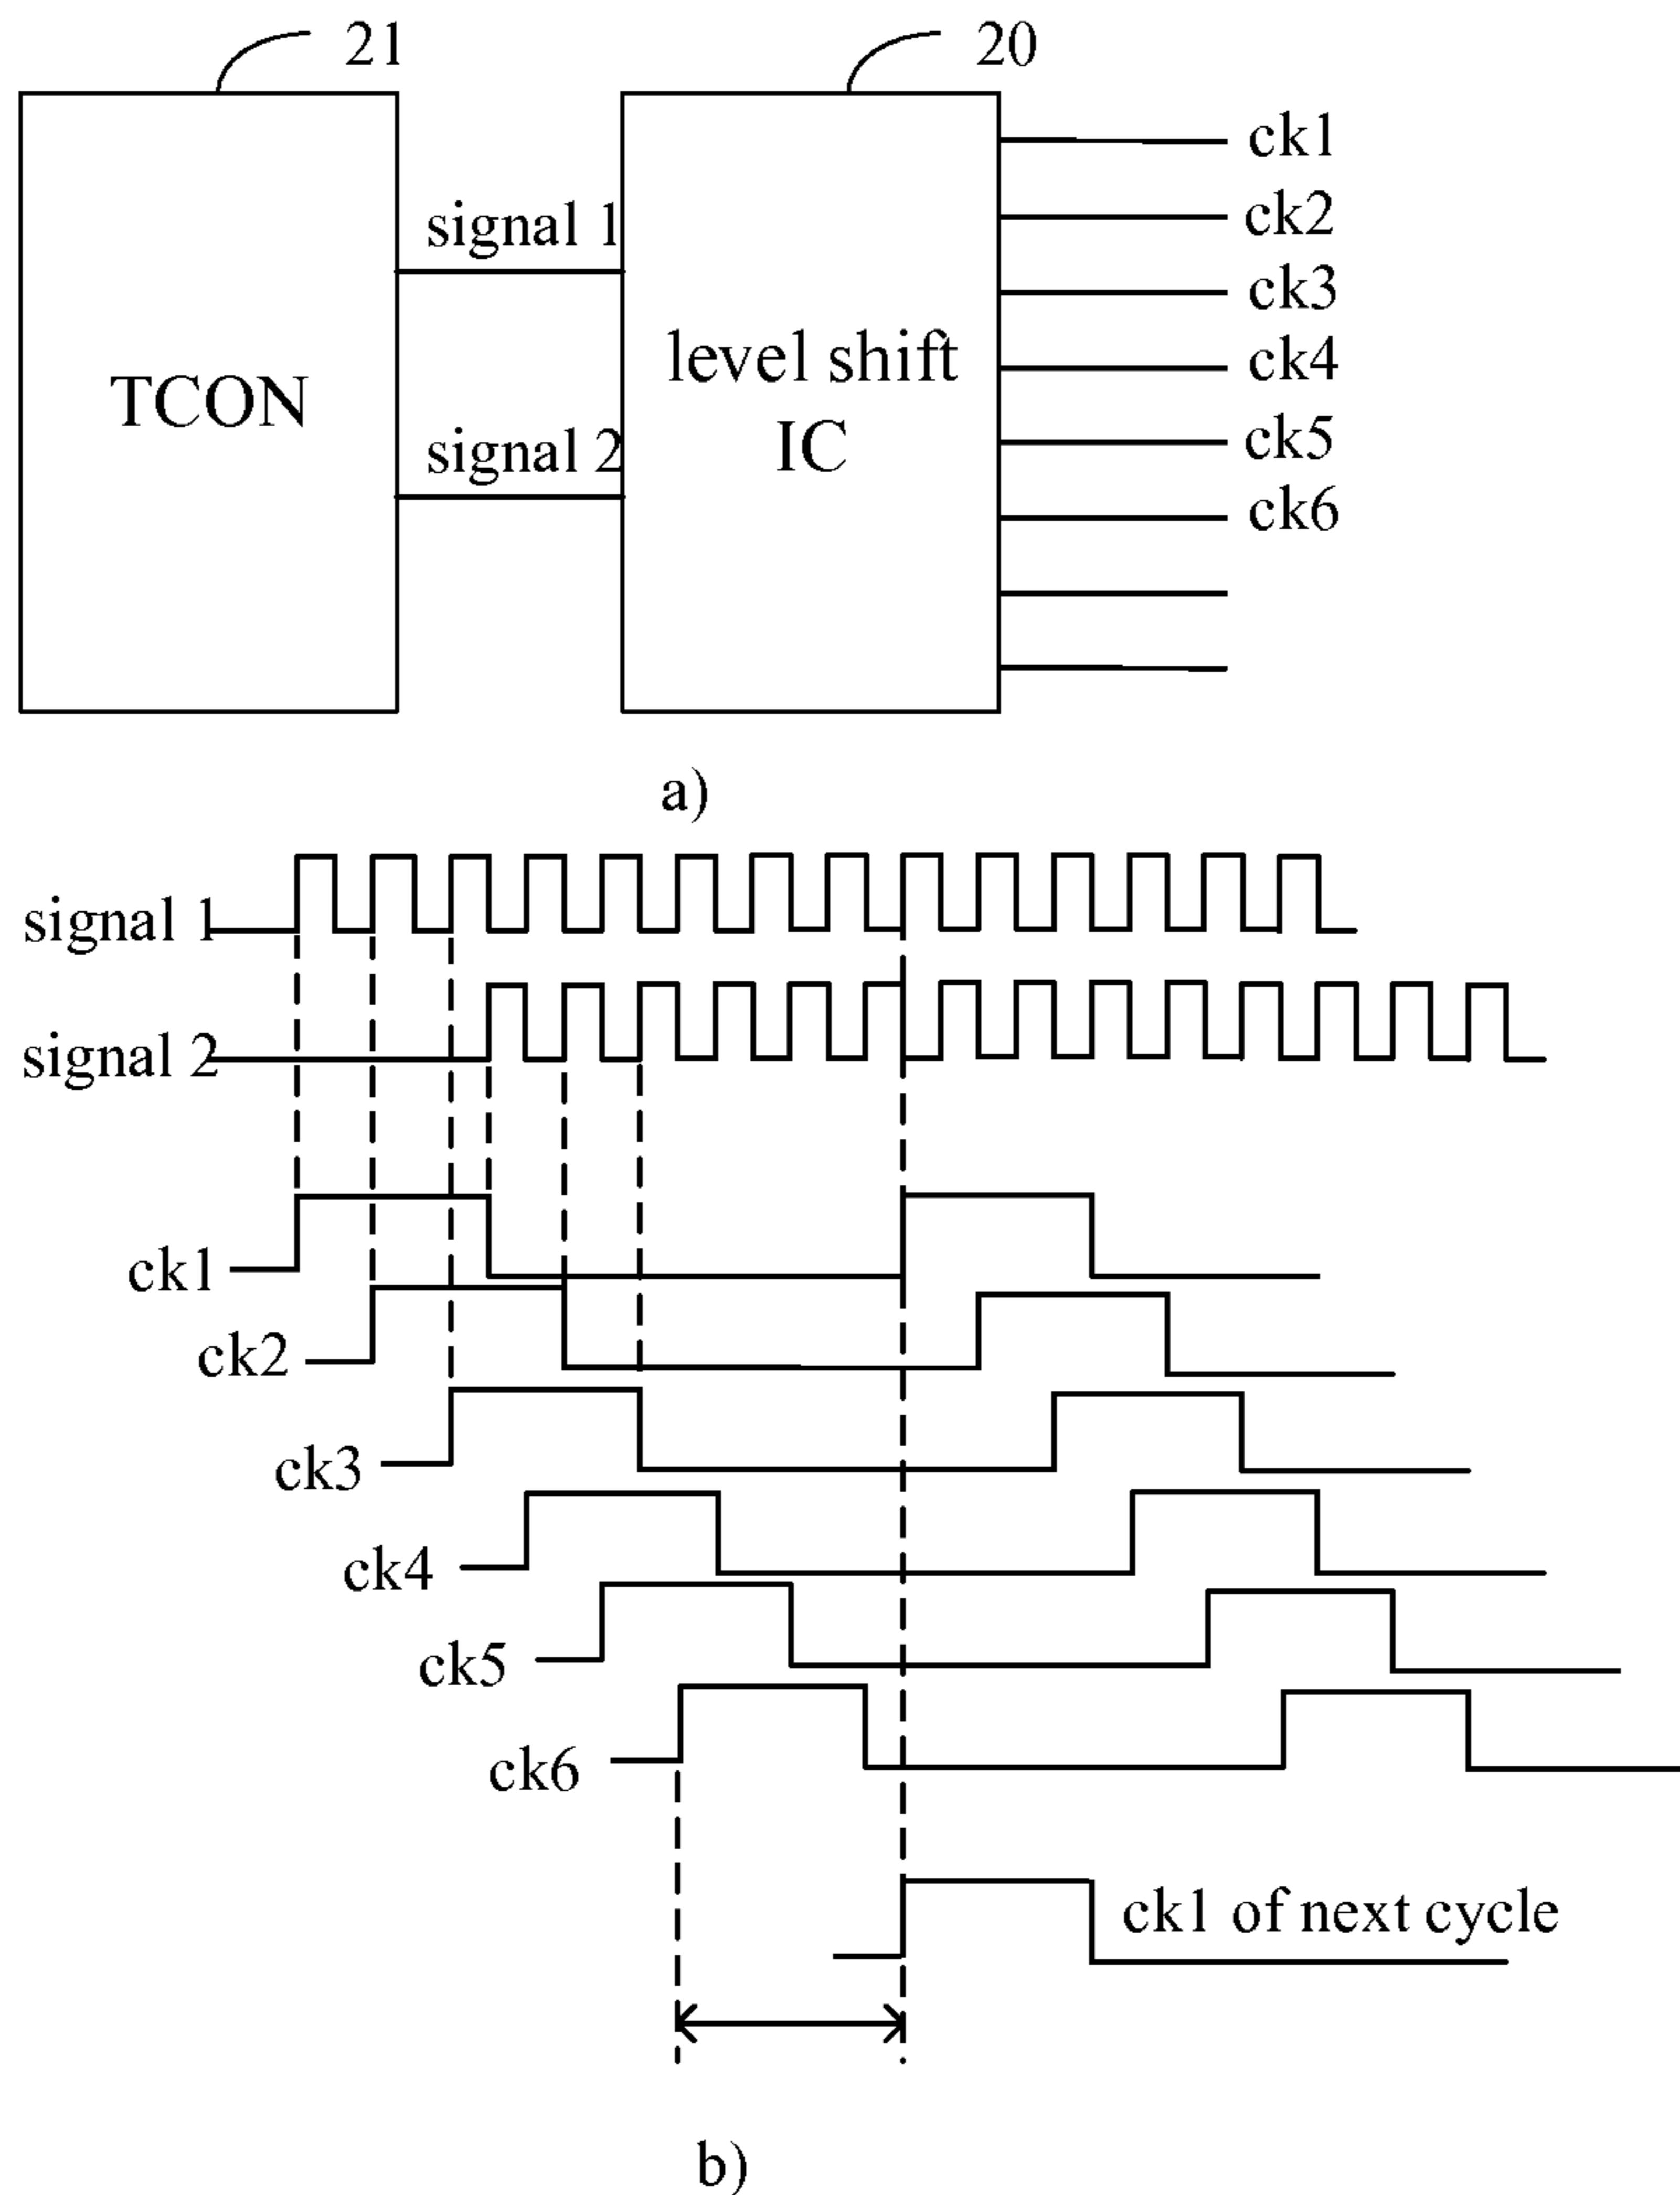 21
20
ck1
ck2
ck3
ck4
ck5
ck6
signal 1
signal 2
TCON
level shift
IC
a)
signal 1
signal 2
ck1
ck2
ck3
ck4
ck5
ck6
ck1 of next cycle
b)